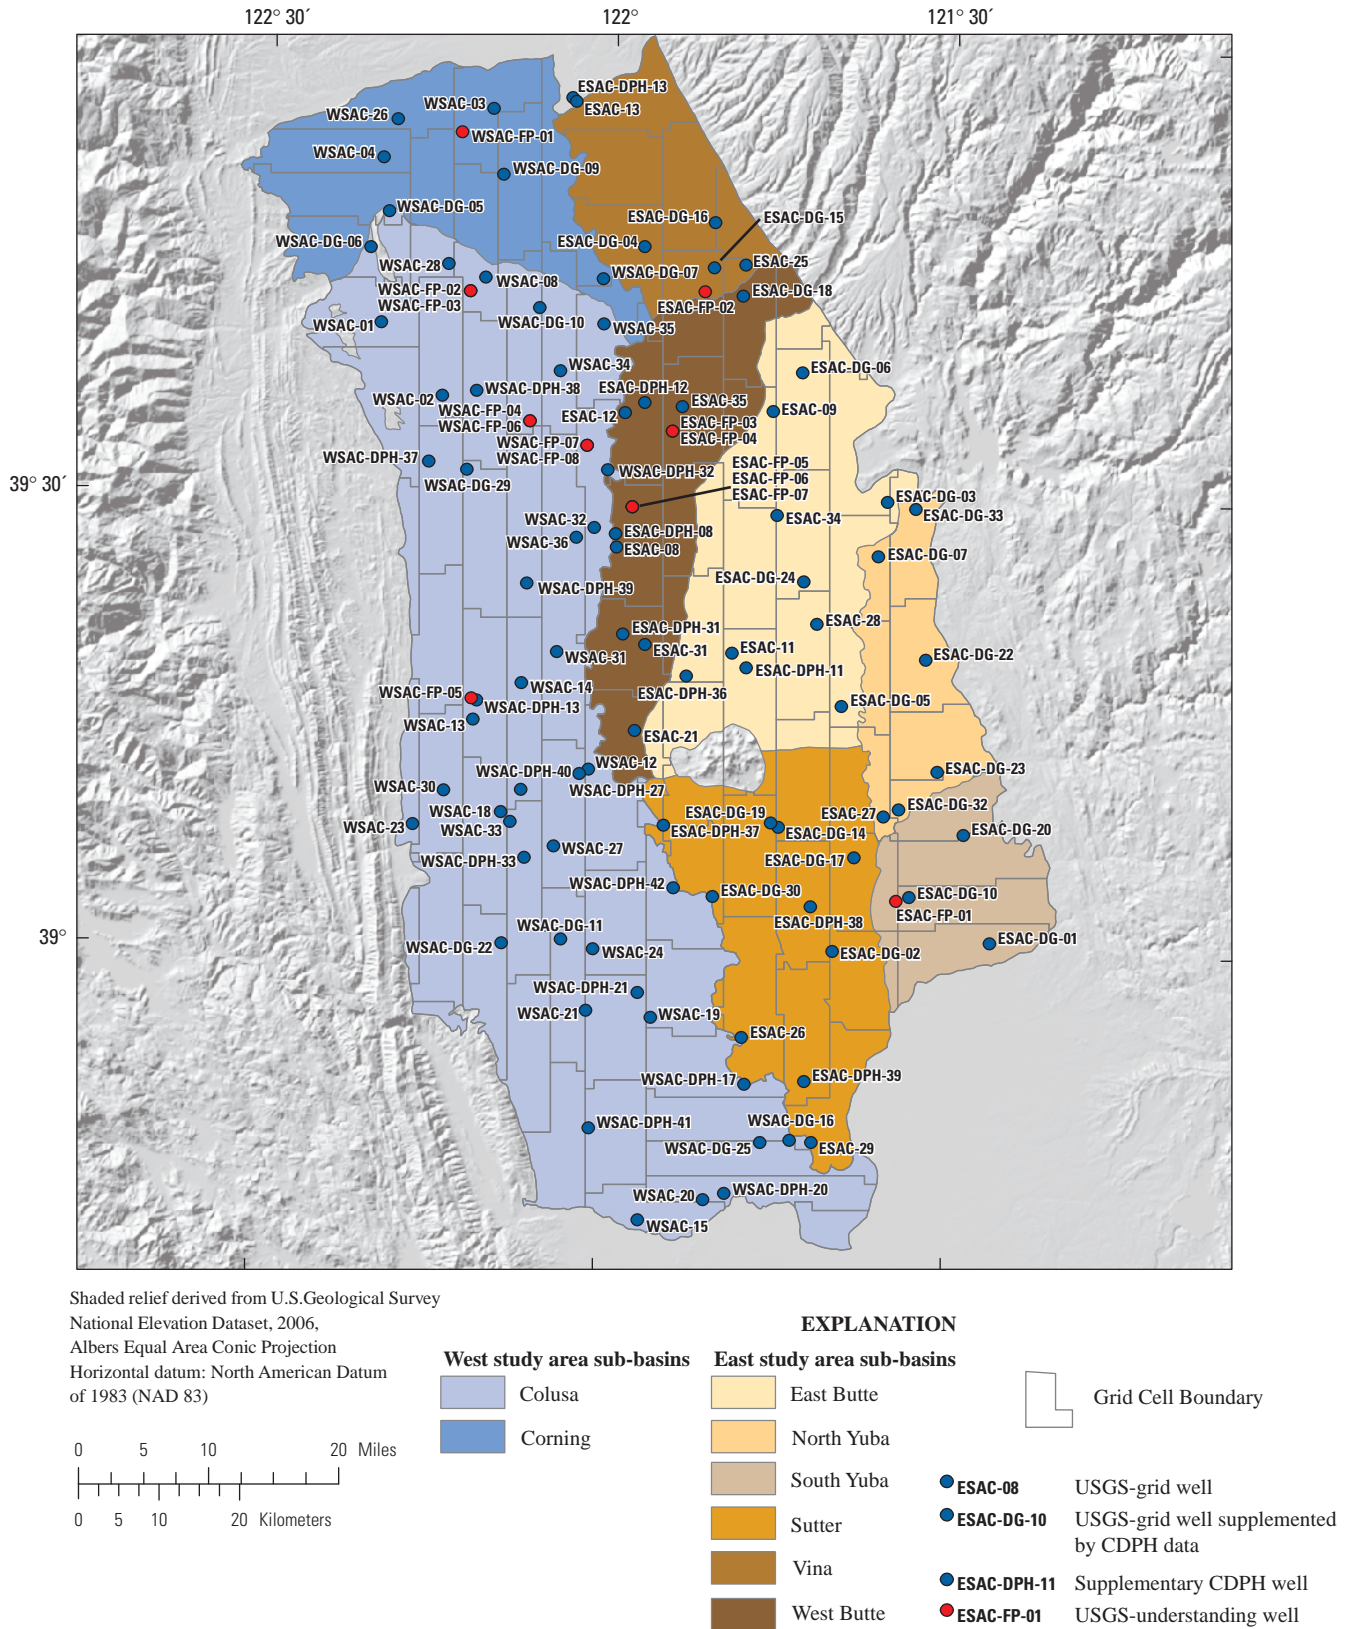 122° 30´
122°
121° 30´
ESAC-DPH-13
ESAC-13
WSAC-03
WSAC-26
WSAC-FP-01
WSAC-04
WSAC-DG-09
WSAC-DG-05
ESAC-DG-16
ESAC-DG-15
WSAC-DG-06
ESAC-DG-04
WSAC-28
WSAC-DG-07
ESAC-25
WSAC-08
WSAC-FP-02
WSAC-FP-03
ESAC-DG-18
ESAC-FP-02
WSAC-01
WSAC-DG-10
WSAC-35
WSAC-34
ESAC-DG-06
WSAC-DPH-38
ESAC-DPH-12
WSAC-02
WSAC-FP-04
WSAC-FP-06
ESAC-12
ESAC-35
ESAC-09
ESAC-FP-03
ESAC-FP-04
WSAC-FP-07
WSAC-FP-08
WSAC-DPH-37
WSAC-DG-29
WSAC-DPH-32
ESAC-FP-05
ESAC-FP-06
ESAC-FP-07
39° 30´
ESAC-DG-03
ESAC-DG-33
ESAC-34
WSAC-32
WSAC-36
ESAC-DPH-08
ESAC-08
ESAC-DG-07
WSAC-DPH-39
ESAC-DG-24
ESAC-28
ESAC-DPH-31
ESAC-31
WSAC-31
ESAC-11
ESAC-DPH-11
ESAC-DG-22
ESAC-DPH-36
WSAC-14
WSAC-FP-05
WSAC-DPH-13
WSAC-13
ESAC-DG-05
ESAC-21
WSAC-12
WSAC-DPH-40
WSAC-DPH-27
ESAC-DG-23
WSAC-30
WSAC-18
WSAC-23
WSAC-33
ESAC-DG-19
ESAC-DPH-37
ESAC-DG-14
ESAC-27
ESAC-DG-32
ESAC-DG-20
WSAC-27
WSAC-DPH-33
ESAC-DG-17
WSAC-DPH-42
ESAC-DG-30
ESAC-DPH-38
ESAC-DG-10
ESAC-FP-01
39°
WSAC-DG-11
WSAC-DG-22
WSAC-24
ESAC-DG-02
ESAC-DG-01
WSAC-DPH-21
WSAC-21
WSAC-19
ESAC-26
WSAC-DPH-17
ESAC-DPH-39
WSAC-DPH-41
WSAC-DG-16
WSAC-DG-25
ESAC-29
WSAC-20
WSAC-DPH-20
WSAC-15
Shaded relief derived from U.S.Geological Survey
National Elevation Dataset, 2006,
Albers Equal Area Conic Projection
Horizontal datum: North American Datum
of 1983 (NAD 83)
0 5 10 20 Miles
0 5 10 20 Kilometers
EXPLANATION
West study area sub-basins
Colusa
Corning
East study area sub-basins
East Butte
North Yuba
South Yuba
Sutter
Vina
West Butte
Grid Cell Boundary
ESAC-08 USGS-grid well
ESAC-DG-10 USGS-grid well supplemented
by CDPH data
ESAC-DPH-11 Supplementary CDPH well
ESAC-FP-01 USGS-understanding well